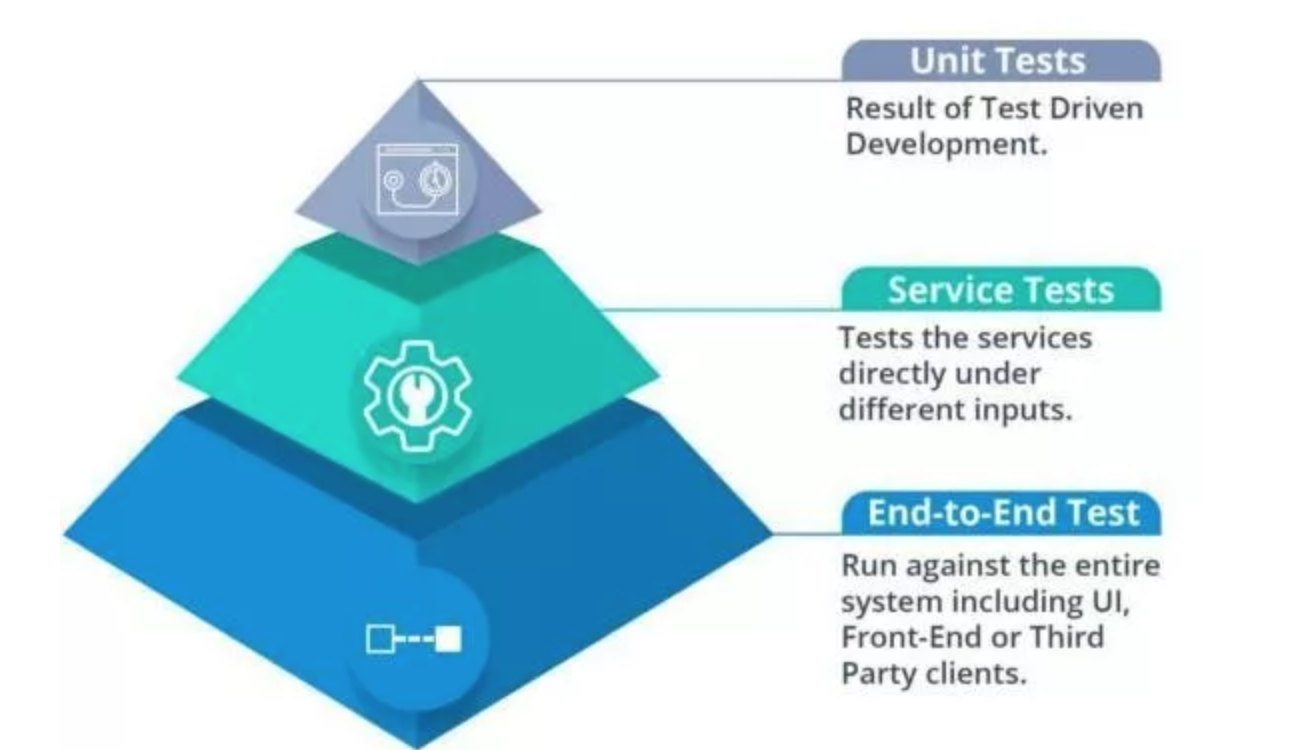 Unit Tests
Result of Test Driven
Development.
Service Tests
Tests the services
directly under
different inputs.
End-to-End Test
Run against the entire
system including UI,
Front-End or Third
Party clients.